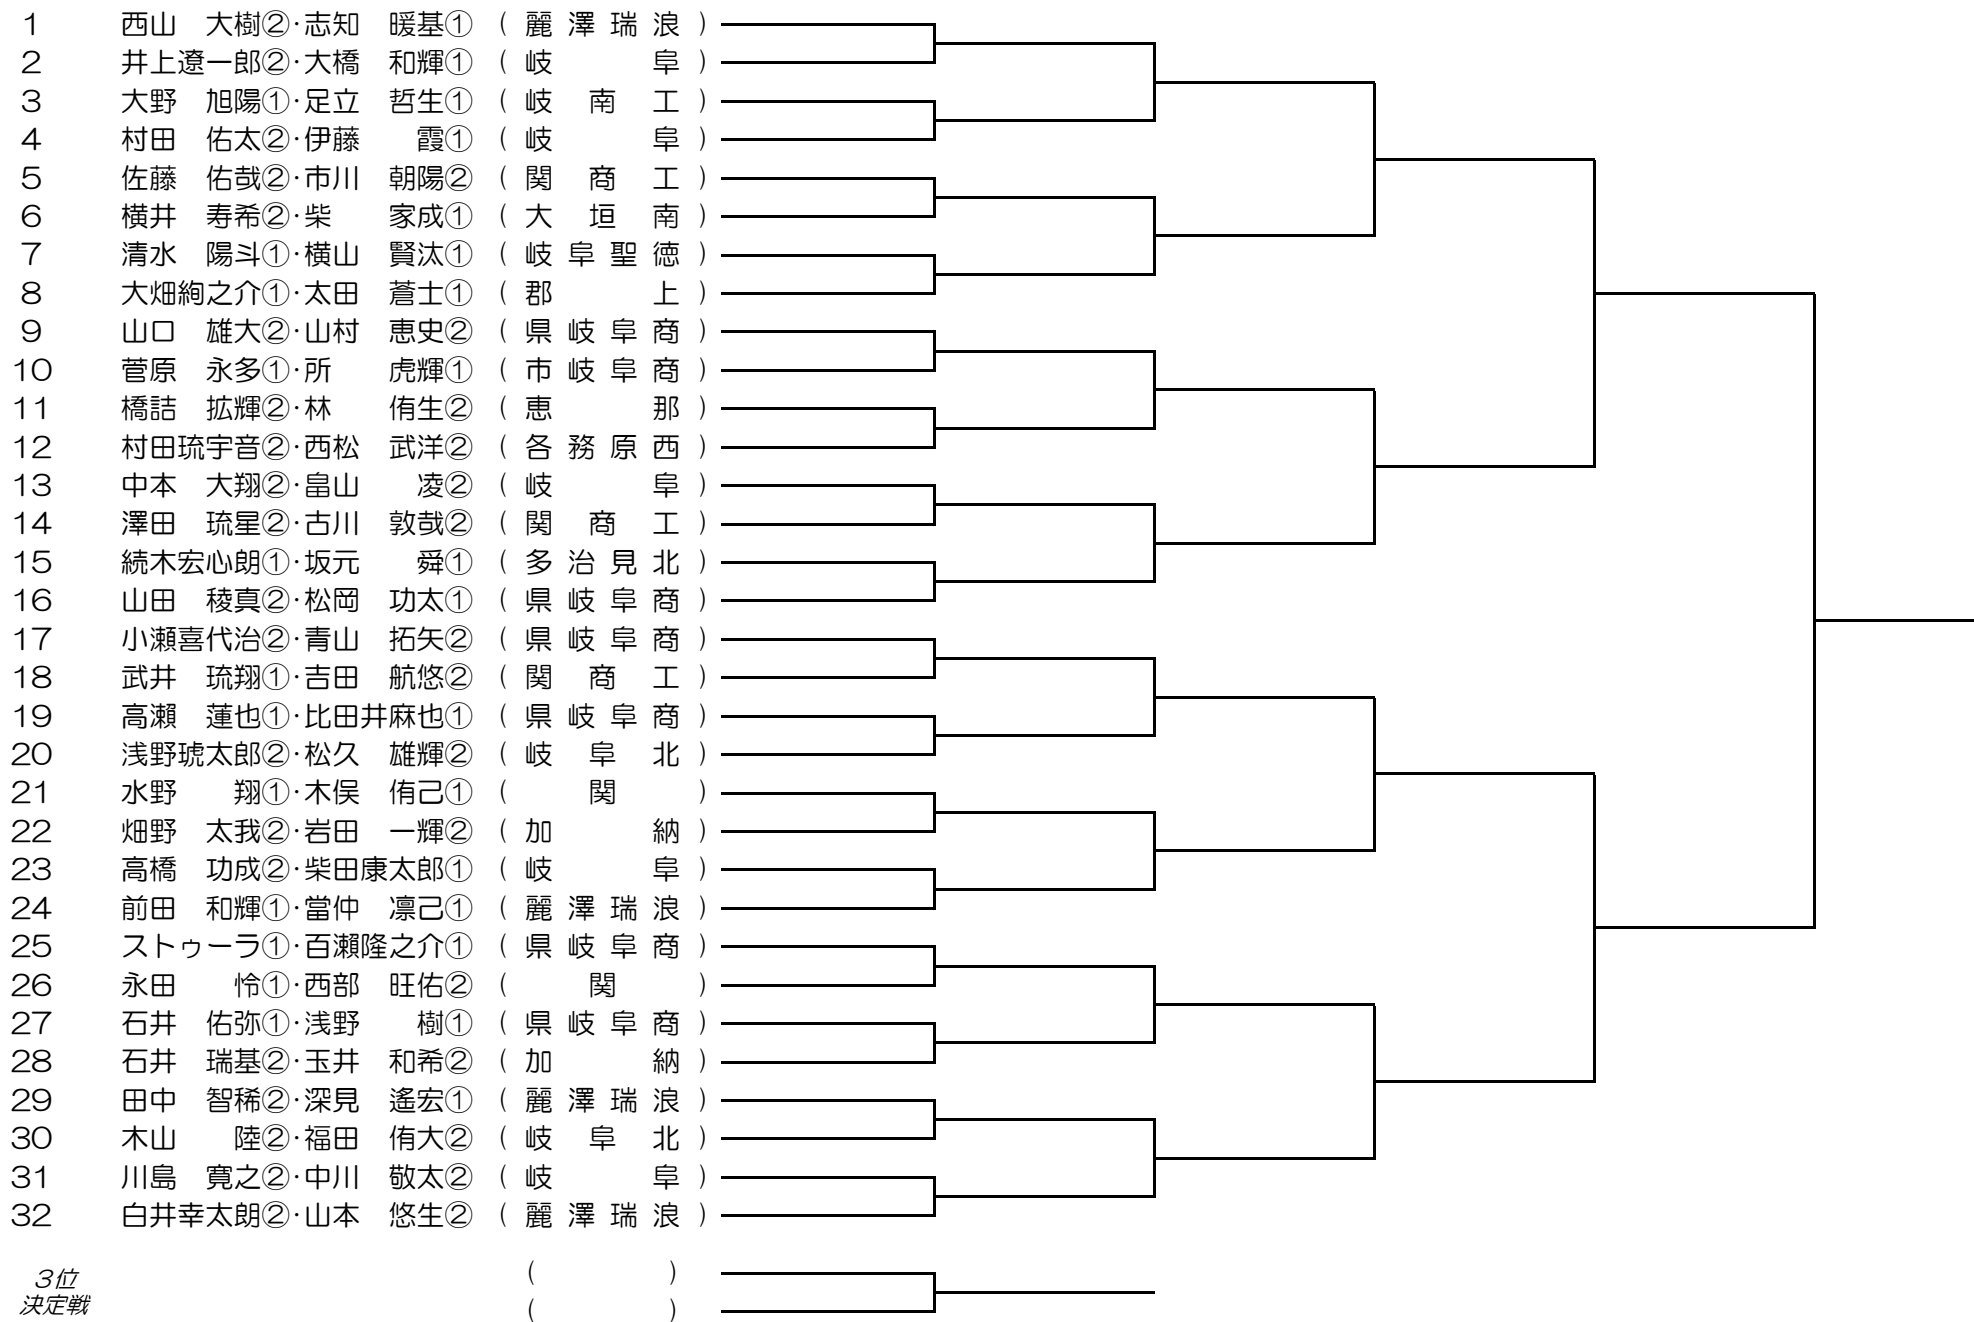 1 西山　大樹②・志知　暖基① (麗澤瑞浪)
2 井上遼一郎②・大橋　和輝① (岐阜)
3 大野　旭陽①・足立　哲生① (岐南工)
4 村田　佑太②・伊藤　霞① (岐阜)
5 佐藤　佑哉②・市川　朝陽② (関商工)
6 横井　寿希②・柴　家成① (大垣南)
7 清水　陽斗①・横山　賢汰① (岐阜聖徳)
8 大畑絢之介①・太田　蒼士① (郡上)
9 山口　雄大②・山村　恵史② (県岐阜商)
10 菅原　永多①・所　虎輝① (市岐阜商)
11 橋詰　拡輝②・林　侑生② (恵那)
12 村田琉宇音②・西松　武洋② (各務原西)
13 中本　大翔②・畠山　凌② (岐阜)
14 澤田　琉星②・古川　敦哉② (関商工)
15 続木宏心朗①・坂元　舜① (多治見北)
16 山田　稜真②・松岡　功太① (県岐阜商)
17 小瀬喜代治②・青山　拓矢② (県岐阜商)
18 武井　琉翔①・吉田　航悠② (関商工)
19 高瀬　蓮也①・比田井麻也① (県岐阜商)
20 浅野琥太郎②・松久　雄輝② (岐阜北)
21 水野　翔①・木俣　侑己① (関)
22 畑野　太我②・岩田　一輝② (加納)
23 高橋　功成②・柴田康太郎① (岐阜)
24 前田　和輝①・當仲　凛己① (麗澤瑞浪)
25 ストゥーラ①・百瀬隆之介① (県岐阜商)
26 永田　怜①・西部　旺佑② (関)
27 石井　佑弥①・浅野　樹① (県岐阜商)
28 石井　瑞基②・玉井　和希② (加納)
29 田中　智稀②・深見　遙宏① (麗澤瑞浪)
30 木山　陸②・福田　侑大② (岐阜北)
31 川島　寛之②・中川　敬太② (岐阜)
32 白井幸太朗②・山本　悠生② (麗澤瑞浪)
3位 ( )
決定戦 ( )